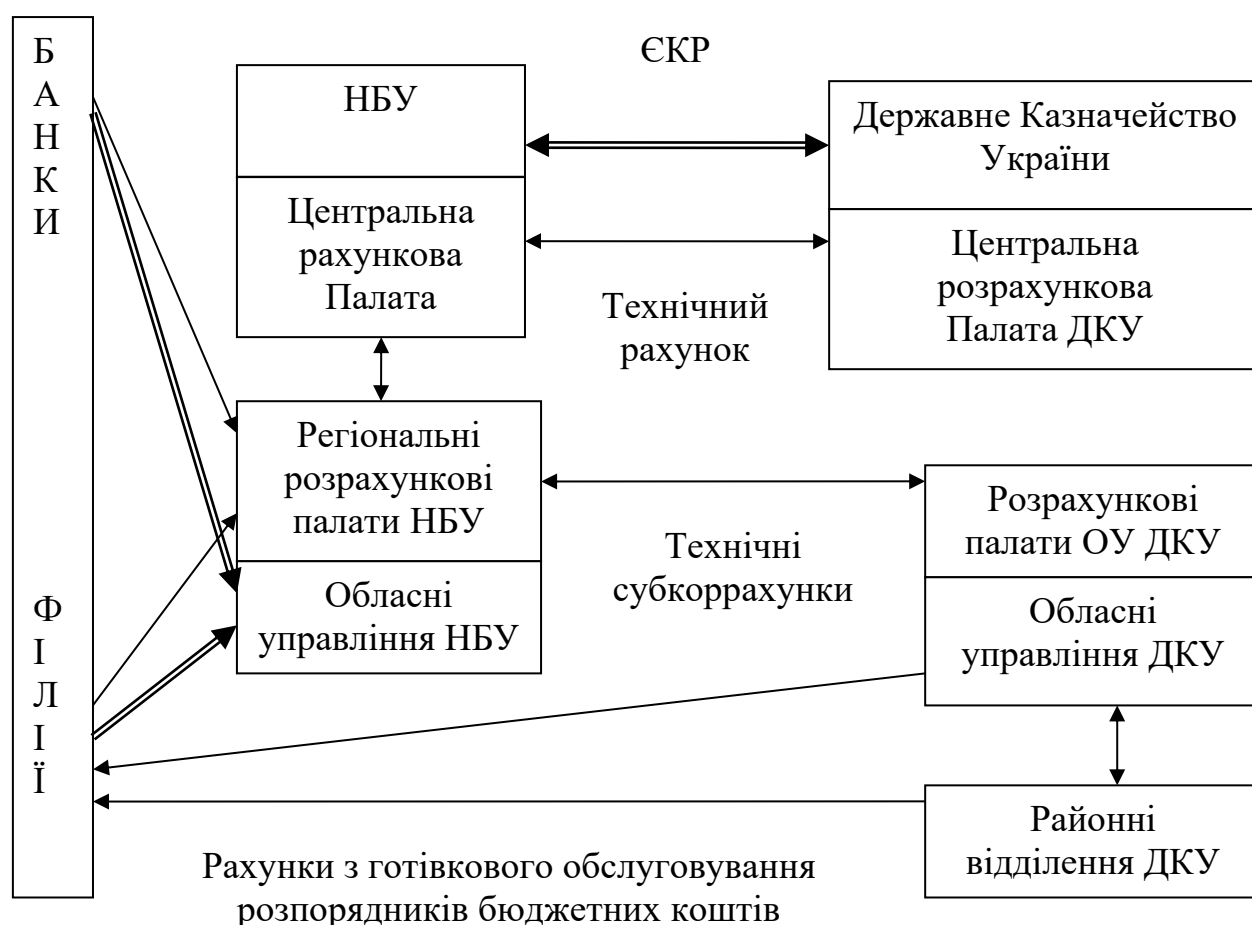 БАНКИ
ФІЛІЇ
ЄКР
НБУ
Центральна
рахункова
Палата
Державне Казначейство
України
Центральна
розрахункова
Палата ДКУ
Технічний
рахунок
Регіональні
розрахункові
палати НБУ
Обласні
управління НБУ
Технічні
субкоррахунки
Розрахункові
палати ОУ ДКУ
Обласні
управління ДКУ
Районні
відділення ДКУ
Рахунки з готівкового обслуговування
розпорядників бюджетних коштів